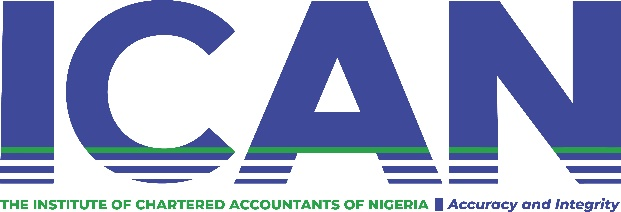 ICAN
THE INSTITUTE OF CHARTERED ACCOUNTANTS OF NIGERIA Accuracy and Integrity